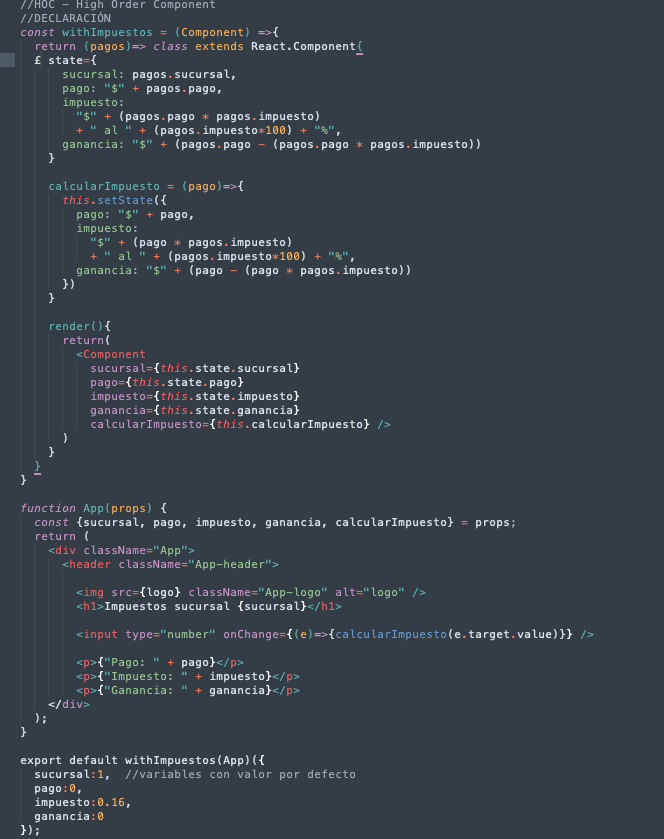 //HOC - High Order Component
//DECLARACIÓN
const withImpuestos = (Component) =>{
  return (pagos)=> class extends React.Component{
  £ state={
      sucursal: pagos.sucursal,
      pago: "$" + pagos.pago,
      impuesto:
        "$" + (pagos.pago * pagos.impuesto)
        + " al " + (pagos.impuesto*100) + "%",
      ganancia: "$" + (pagos.pago - (pagos.pago * pagos.impuesto))
    }

    calcularImpuesto = (pago)=>{
      this.setState({
        pago: "$" + pago,
        impuesto:
          "$" + (pago * pagos.impuesto)
          + " al " + (pagos.impuesto*100) + "%",
        ganancia: "$" + (pago - (pago * pagos.impuesto))
      })
    }

    render(){
      return(
        <Component
          sucursal={this.state.sucursal}
          pago={this.state.pago}
          impuesto={this.state.impuesto}
          ganancia={this.state.ganancia}
          calcularImpuesto={this.calcularImpuesto} />
      )
    }
  }
}

function App(props) {
  const {sucursal, pago, impuesto, ganancia, calcularImpuesto} = props;
  return (
    <div className="App">
      <header className="App-header">

        <img src={logo} className="App-logo" alt="logo" />
        <h1>Impuestos sucursal {sucursal}</h1>

        <input type="number" onChange={(e)=>{calcularImpuesto(e.target.value)}} />

        <p>{"Pago: " + pago}</p>
        <p>{"Impuesto: " + impuesto}</p>
        <p>{"Ganancia: " + ganancia}</p>
    </div>
  );
}

export default withImpuestos(App)({
  sucursal:1,  //variables con valor por defecto
  pago:0,
  impuesto:0.16,
  ganancia:0
});